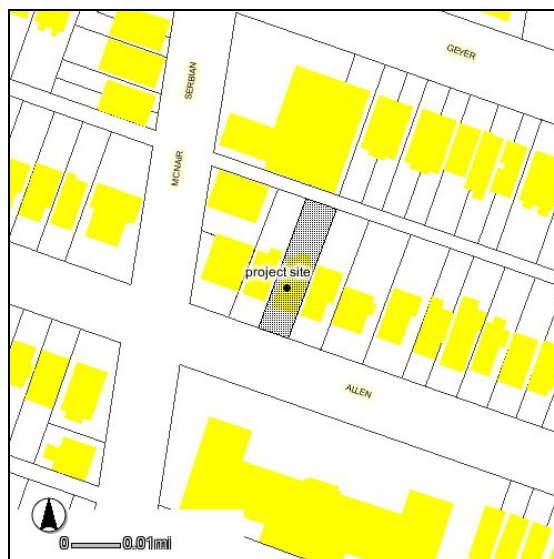 GEYER
SERBIAN
MCNAIR
project site
ALLEN
0 0.01mi